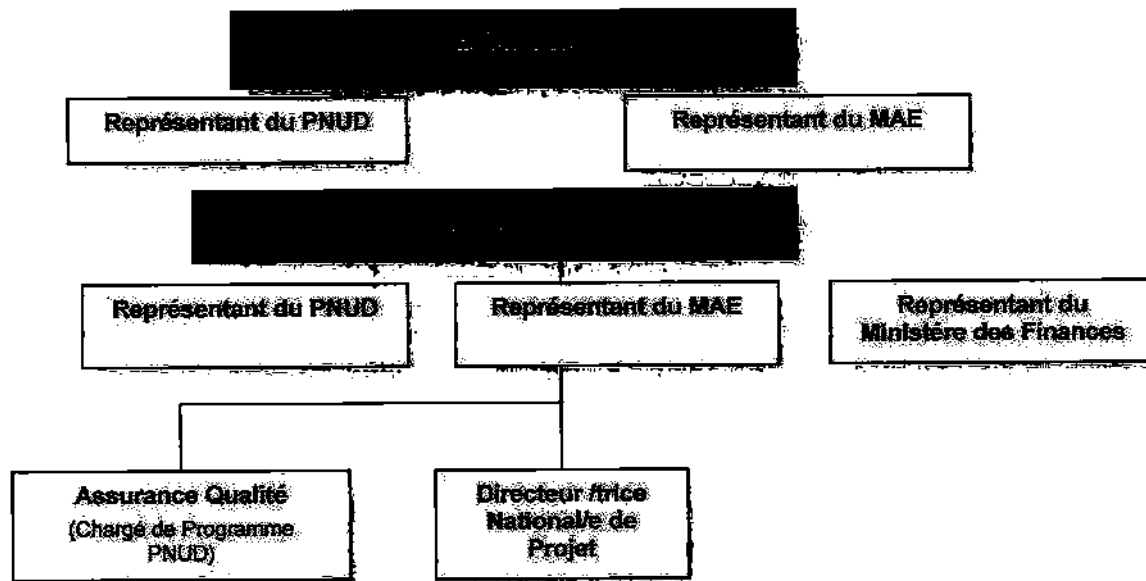 Représentant du PNUD
Représentant du MAE
Représentant du PNUD
Représentant du MAE
Représentant du
Ministère des Finances
Assurance Qualité
(Chargé de Programme
PNUD)
Directeur /trice
National/e de
Projet